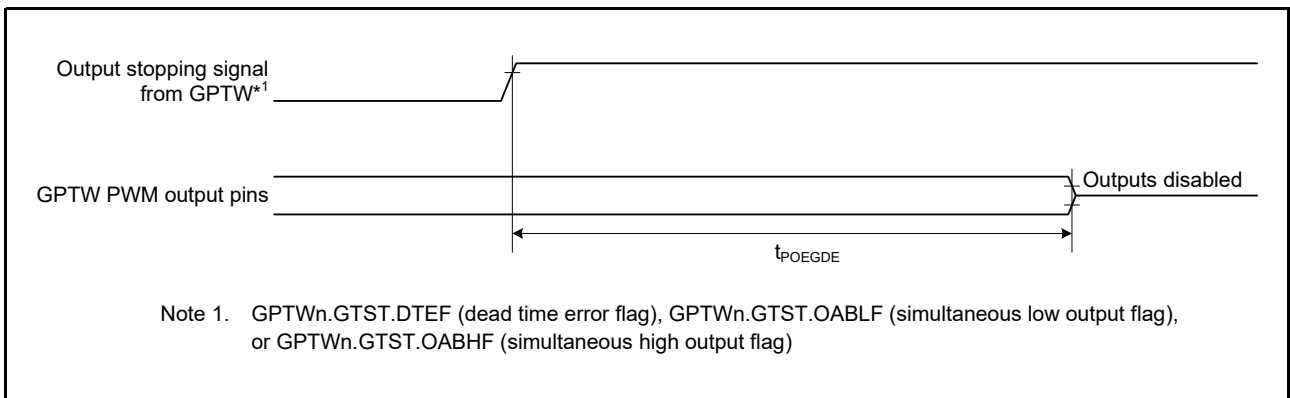 Output stopping signal
from GPTW*1
GPTW PWM output pins
Outputs disabled
tPOEGDE
Note 1. GPTWn.GTST.DTEF (dead time error flag), GPTWn.GTST.OABLF (simultaneous low output flag),
or GPTWn.GTST.OABHF (simultaneous high output flag)